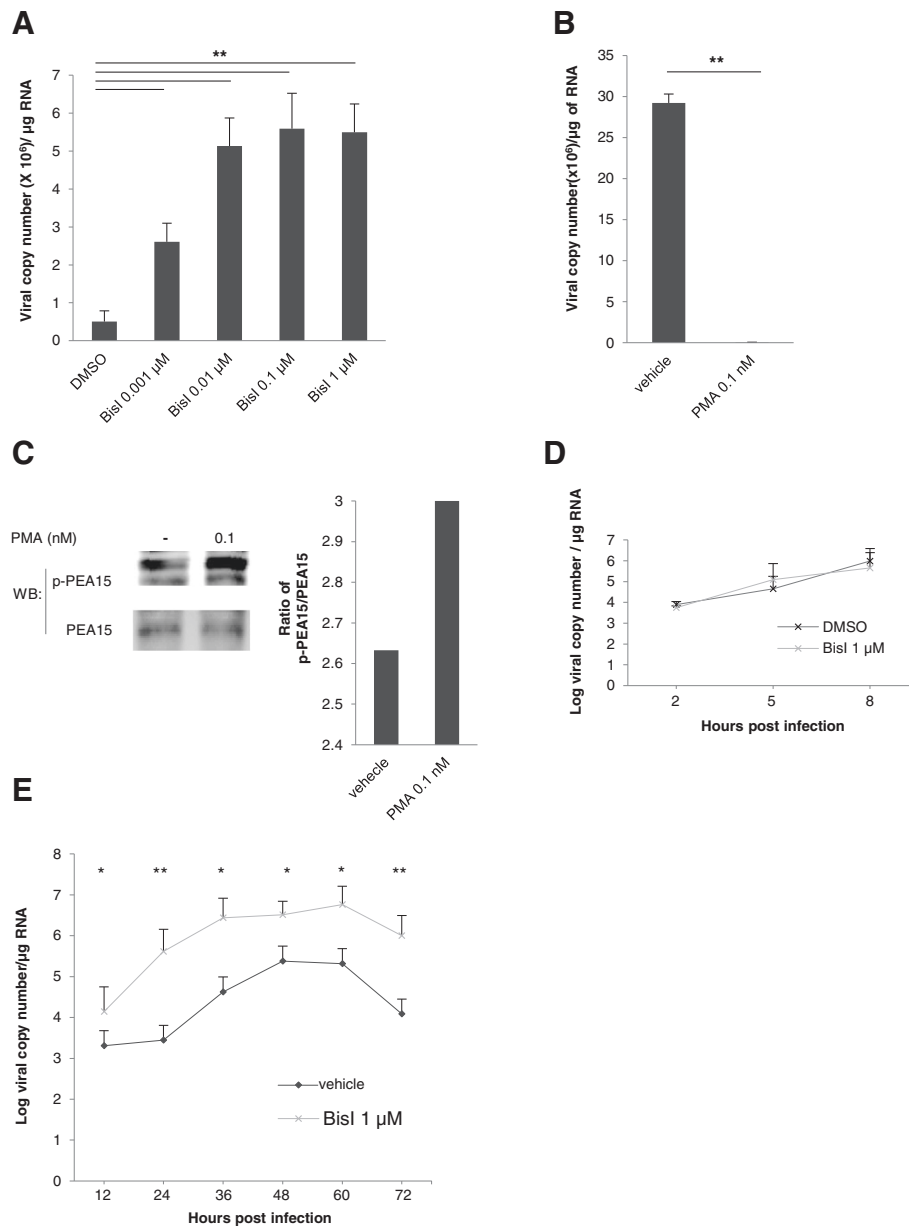 A
**
Viral copy number (X 10⁶)/ µg RNA
7
6
5
4
3
2
1
0
DMSO
BisI 0.001 µM
BisI 0.01 µM
BisI 0.1 µM
BisI 1 µM
B
**
Viral copy number(x10⁶)/µg of RNA
35
30
25
20
15
10
5
0
vehicle
PMA 0.1 nM
C
PMA (nM)
-
0.1
WB:
p-PEA15
PEA15
Ratio of
p-PEA15/PEA15
3
2.9
2.8
2.7
2.6
2.5
2.4
vehecle
PMA 0.1 nM
D
Log viral copy number / µg RNA
7
6
5
4
3
2
1
0
DMSO
BisI 1 µM
2
5
8
Hours post infection
E
Log viral copy number/µg RNA
8
7
6
5
4
3
2
1
0
*
**
*
*
*
**
vehicle
BisI 1 µM
12
24
36
48
60
72
Hours post infection